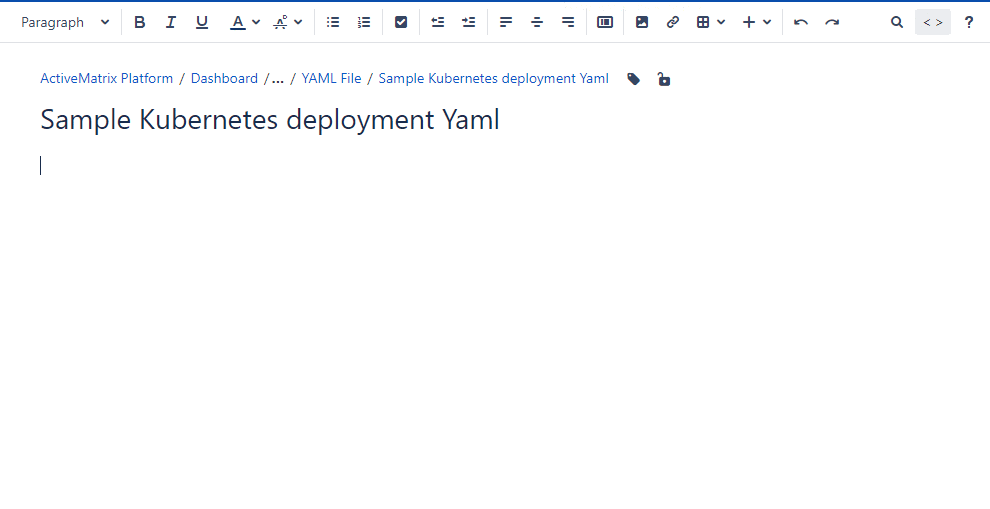 Paragraph B I U A A < > ?
ActiveMatrix Platform / Dashboard /... / YAML File / Sample Kubernetes deployment Yaml
Sample Kubernetes deployment Yaml